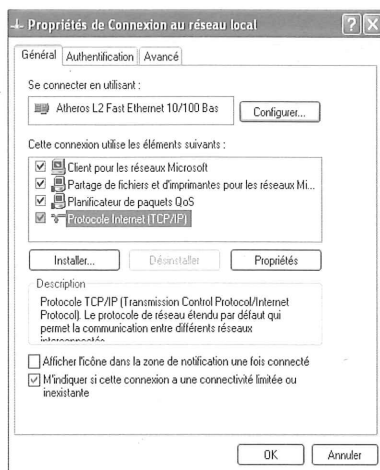 Propriétés de Connexion au réseau local
Général Authentification Avancé
Se connecter en utilisant :
Atheros L2 Fast Ethernet 10/100 Bas
Configurer...
Cette connexion utilise les éléments suivants :
Client pour les réseaux Microsoft
Partage de fichiers et d'imprimantes pour les réseaux Mi...
Planificateur de paquets QoS
Protocole Internet (TCP/IP)
Installer... Désinstaller Propriétés
Description
Protocole TCP/IP (Transmission Control Protocol/Internet
Protocol). Le protocole de réseau étendu par défaut qui
permet la communication entre différents réseaux
Afficher l'icône dans la zone de notification une fois connecté
M'indiquer si cette connexion a une connectivité limitée ou
inexistante
OK Annuler